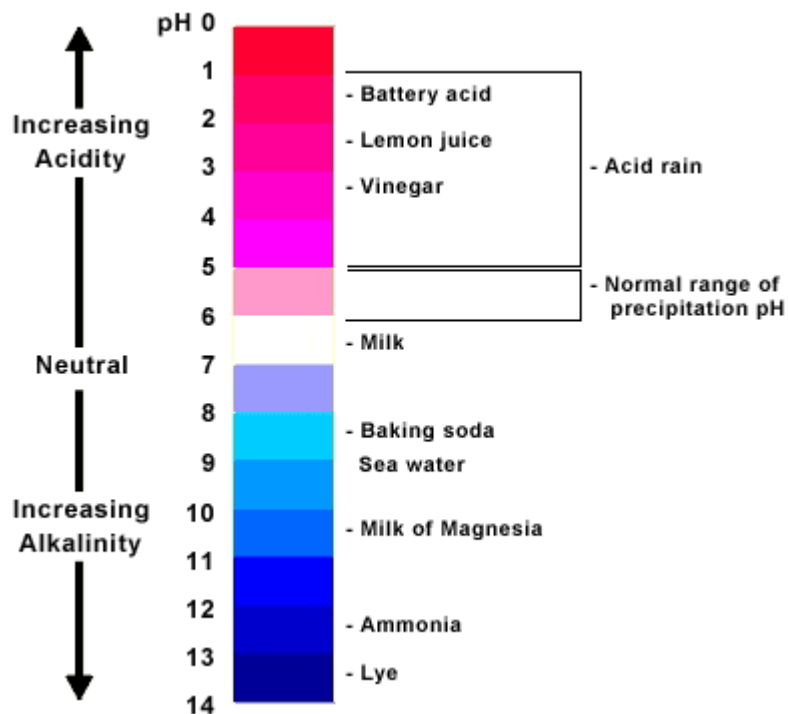 pH 0
1
- Battery acid
Increasing
Acidity
2
- Lemon juice
3
- Acid rain
- Vinegar
4
5
- Normal range of
precipitation pH
6
- Milk
Neutral
7
8
- Baking soda
9
Sea water
Increasing
Alkalinity
10
- Milk of Magnesia
11
12
- Ammonia
13
- Lye
14